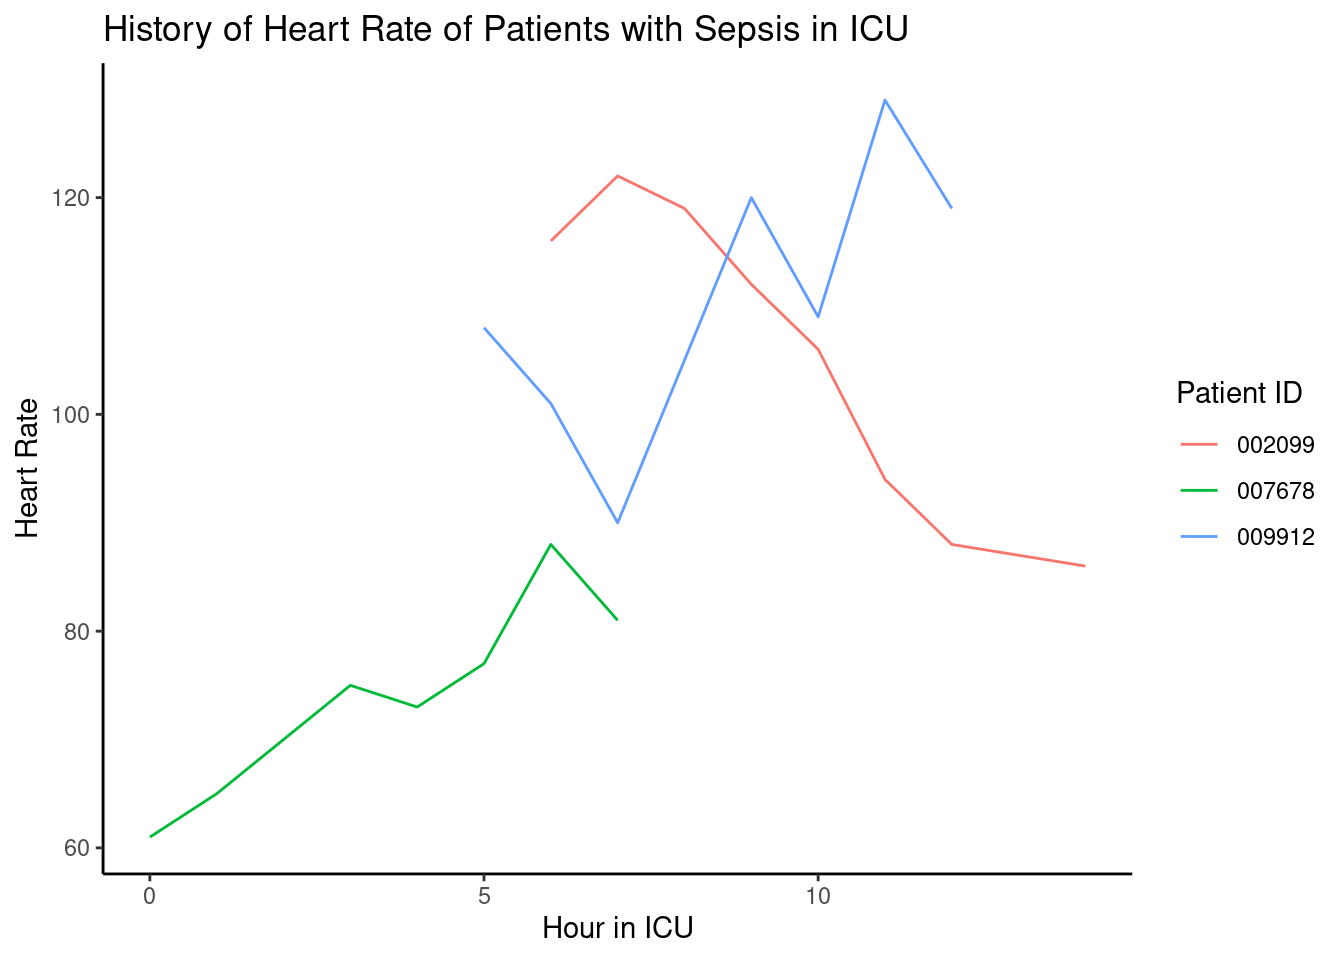 History of Heart Rate of Patients with Sepsis in ICU
120
100
80
60
Heart Rate
0 5 10
Hour in ICU
Patient ID
002099
007678
009912